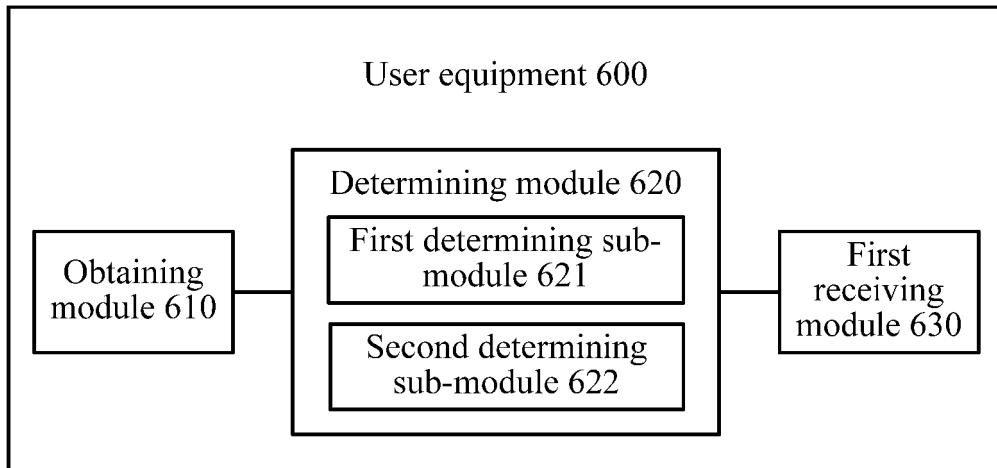 User equipment 600
Determining module 620
First determining sub-
module 621
Second determining
sub-module 622
Obtaining
module 610
First
receiving
module 630